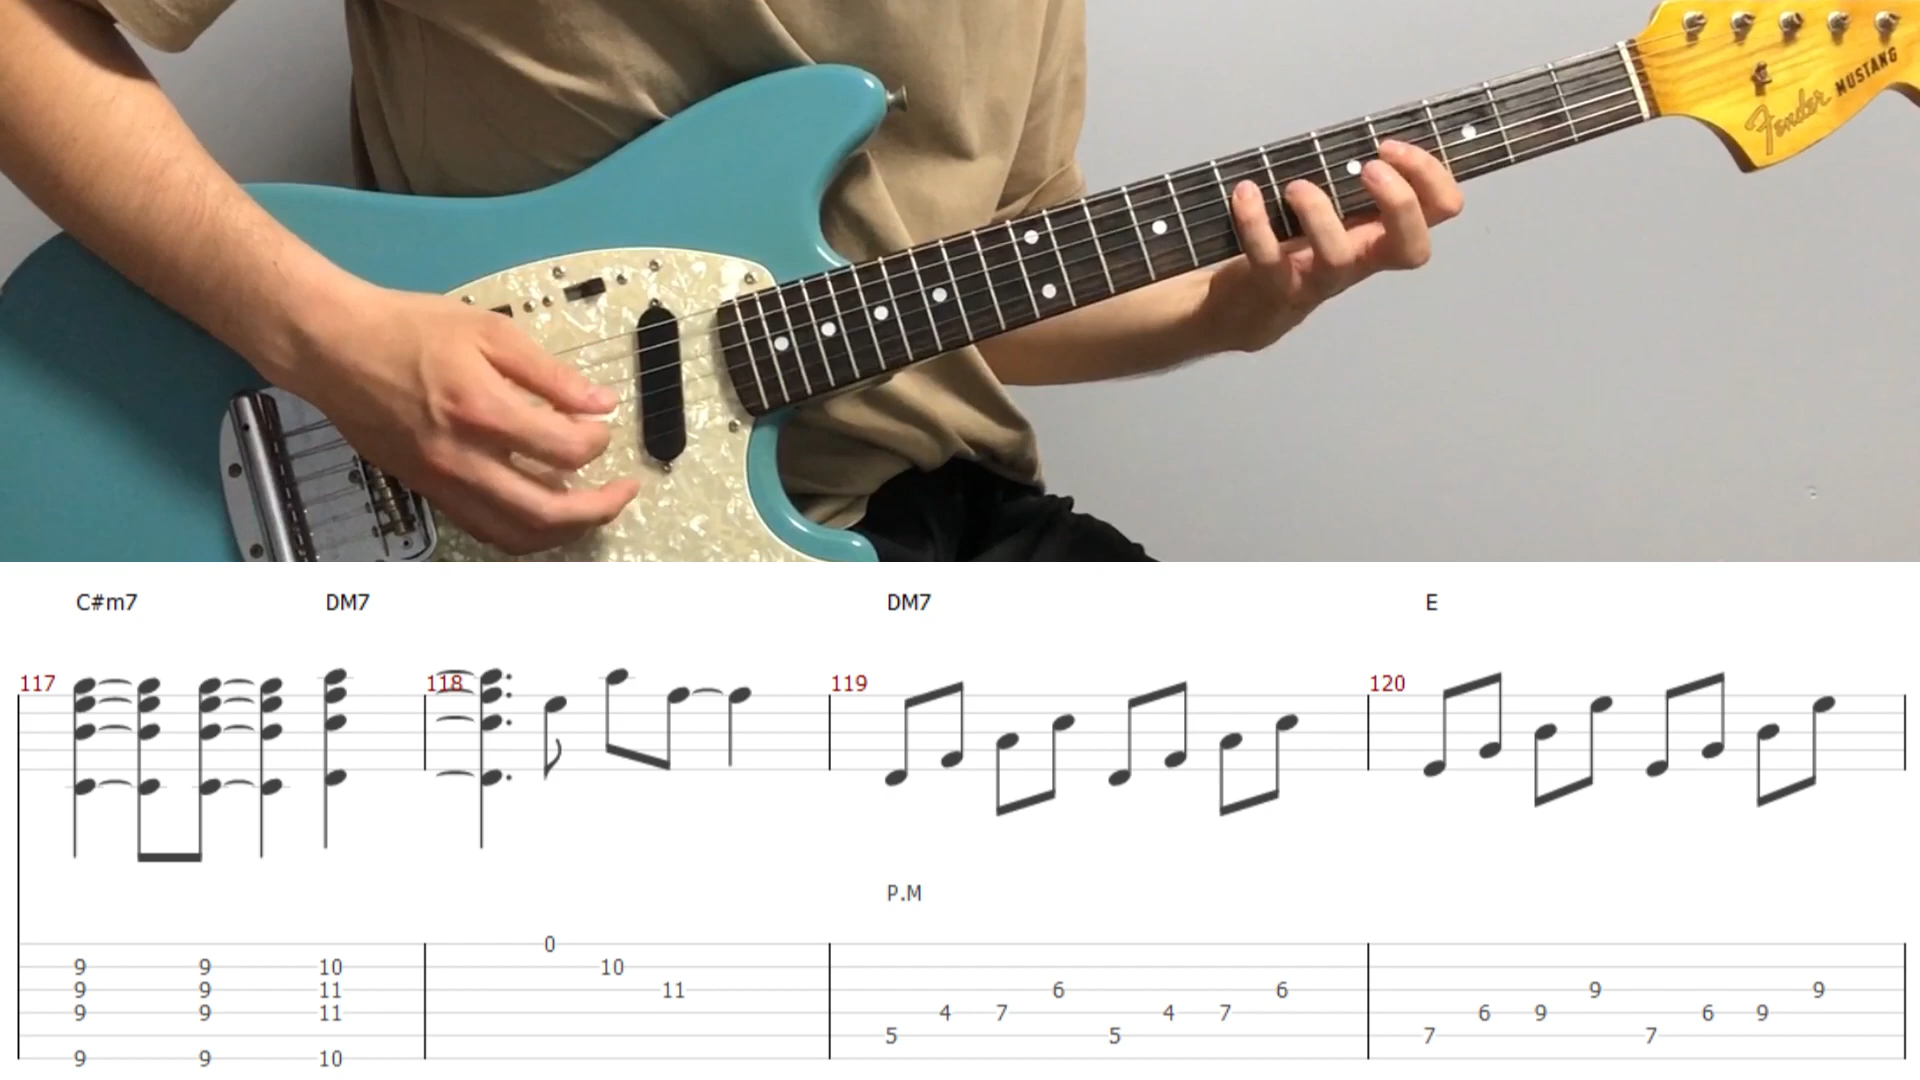 Fender MUSTANG
C#m7 DM7 DM7 E
117 118 119 120
P.M
0
9 9 10 10
9 9 10 11 6 6 9 9
9 9 11 4 7 4 7 6 9 6 9
5 5 7 7
9 9 10